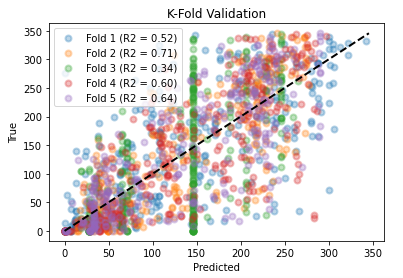 K-Fold Validation
Fold 1 (R2 = 0.52)
Fold 2 (R2 = 0.71)
Fold 3 (R2 = 0.34)
Fold 4 (R2 = 0.60)
Fold 5 (R2 = 0.64)
True
350
300
250
200
150
100
50
0
0 50 100 150 200 250 300 350
Predicted